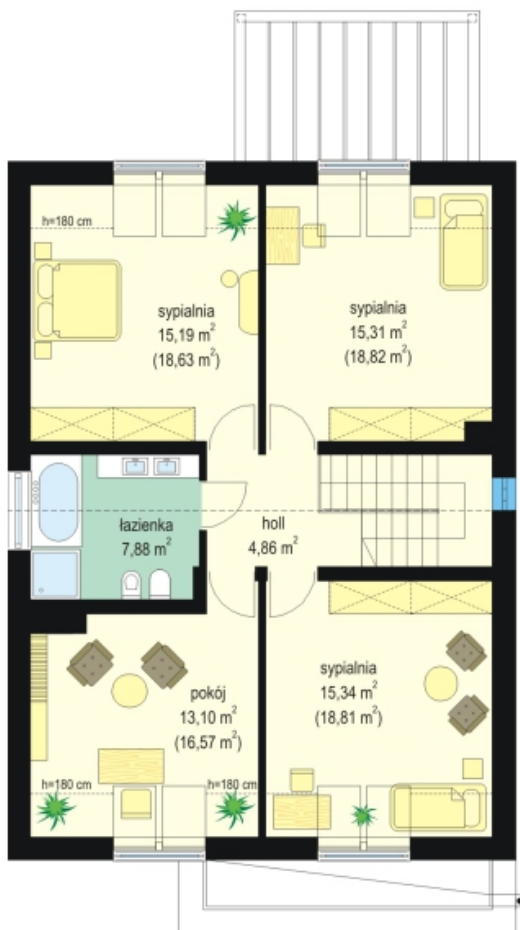 h=180 cm
sypialnia
15,19 m²
(18,63 m²)
sypialnia
15,31 m²
(18,82 m²)
łazienka
7,88 m²
holl
4,86 m²
pokój
13,10 m²
(16,57 m²)
sypialnia
15,34 m²
(18,81 m²)
h=180 cm
h=180 cm